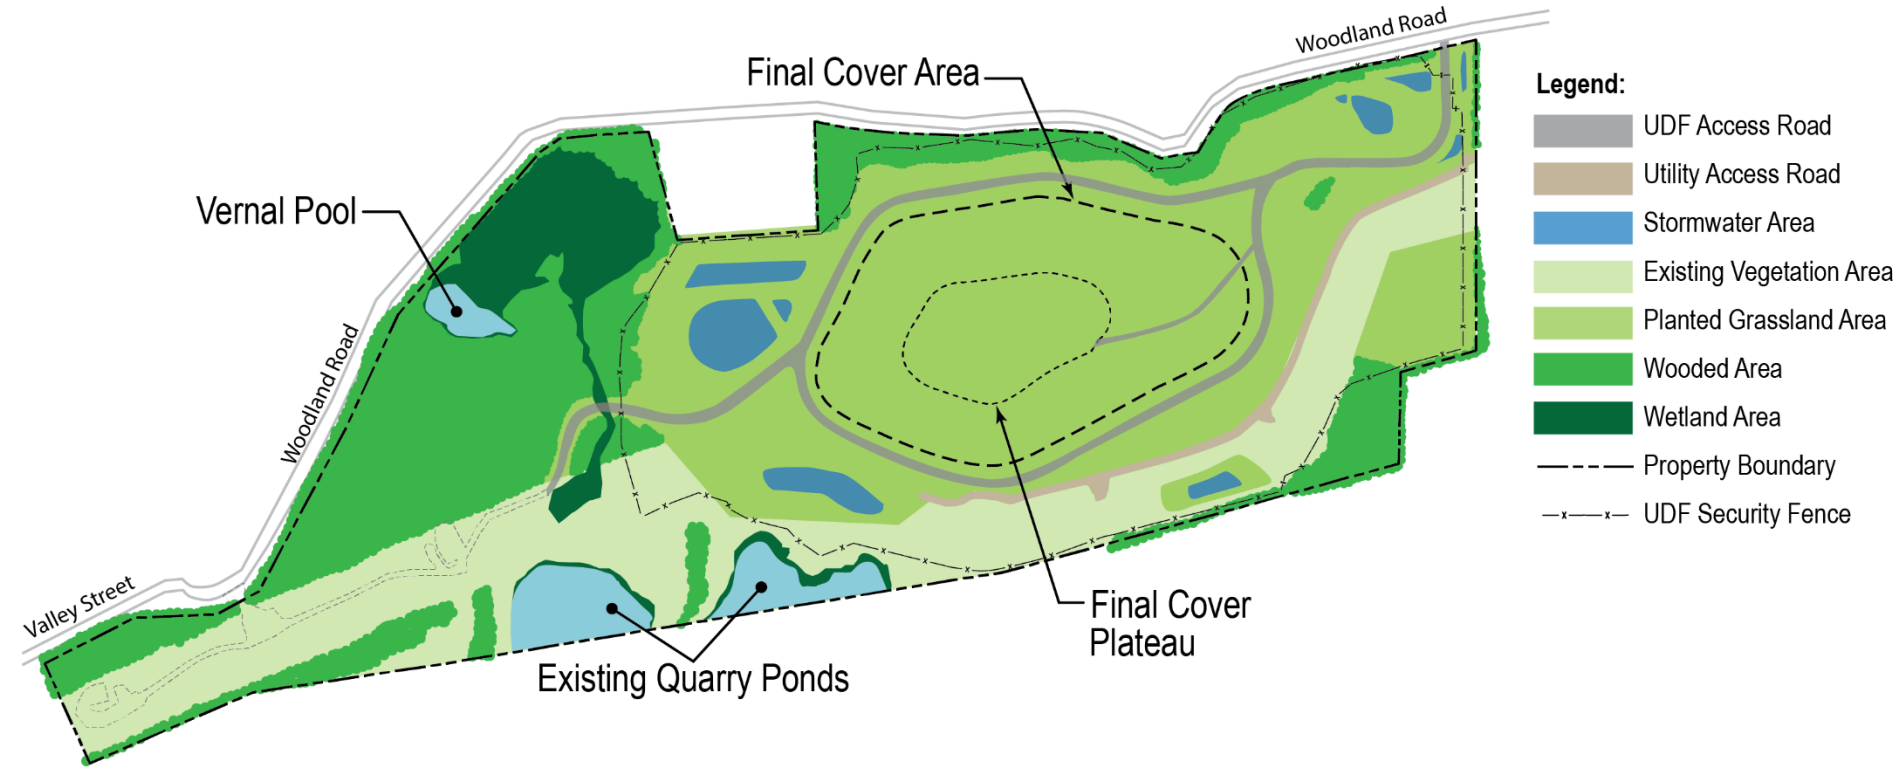 Woodland Road
Final Cover Area
Vernal Pool
Woodland Road
Valley Street
Existing Quarry Ponds
Final Cover
Plateau
Legend:
UDF Access Road
Utility Access Road
Stormwater Area
Existing Vegetation Area
Planted Grassland Area
Wooded Area
Wetland Area
Property Boundary
UDF Security Fence